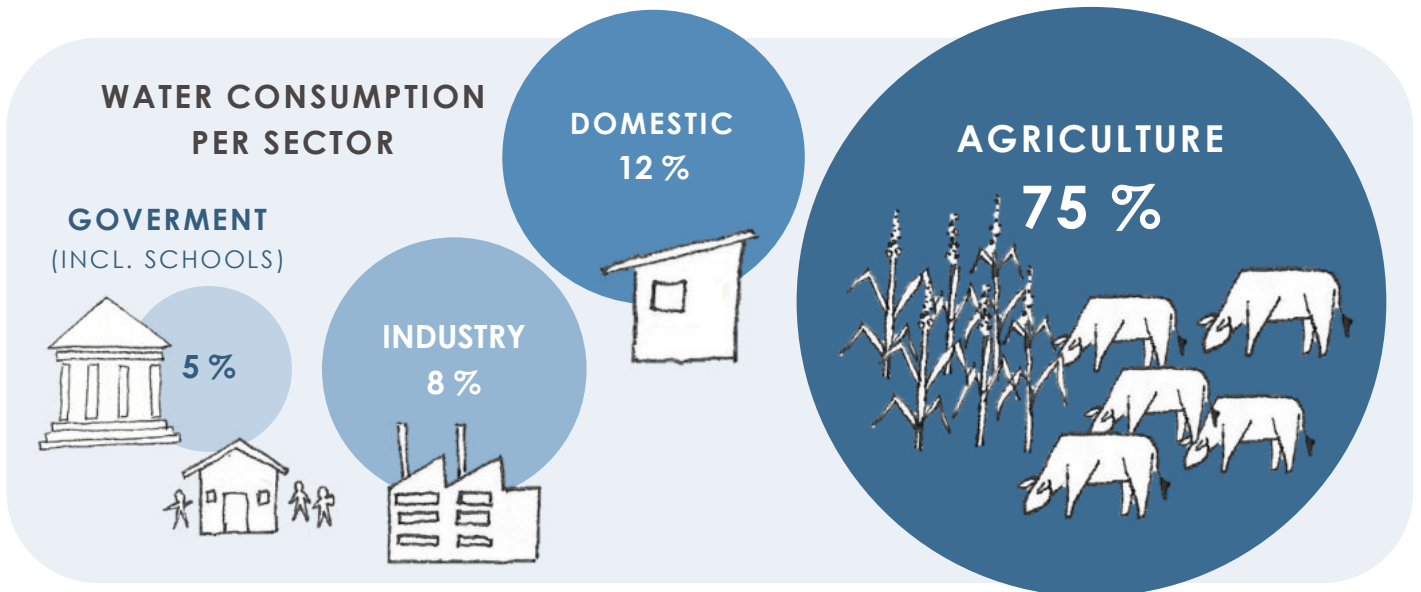 WATER CONSUMPTION
PER SECTOR
GOVERMENT
(INCL. SCHOOLS)
5 %
INDUSTRY
8 %
DOMESTIC
12 %
AGRICULTURE
75 %